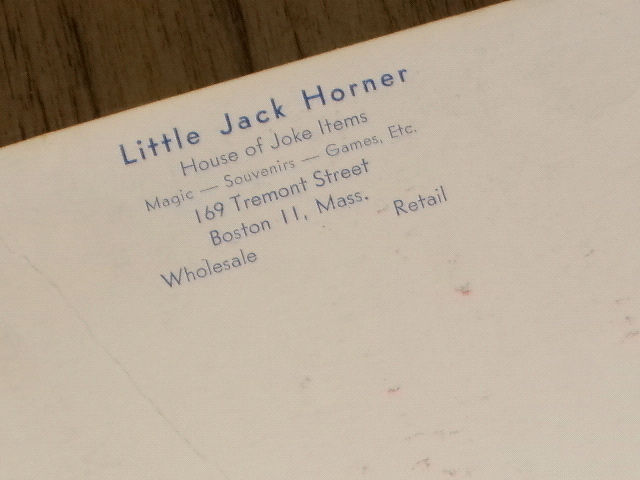 Little Jack Horner
House of Joke Items
Magic — Souvenirs — Games, Etc.
169 Tremont Street
Boston 11, Mass.
Wholesale Retail